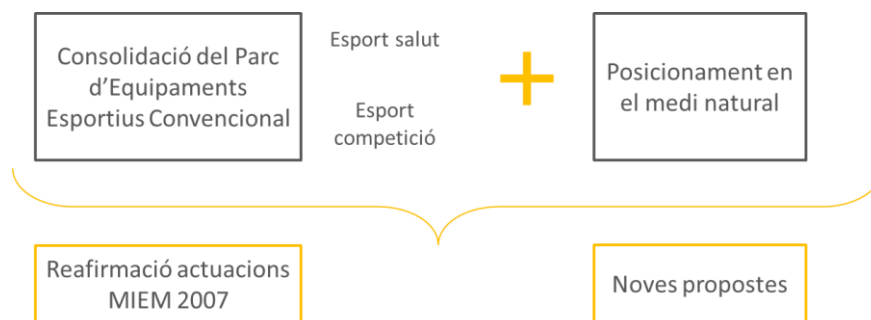 Consolidació del Parc
d'Equipaments
Esportius Convencional
Esport salut
Esport
competició
+
Posicionament en
el medi natural
Reafirmació actuacions
MIEM 2007
Noves propostes